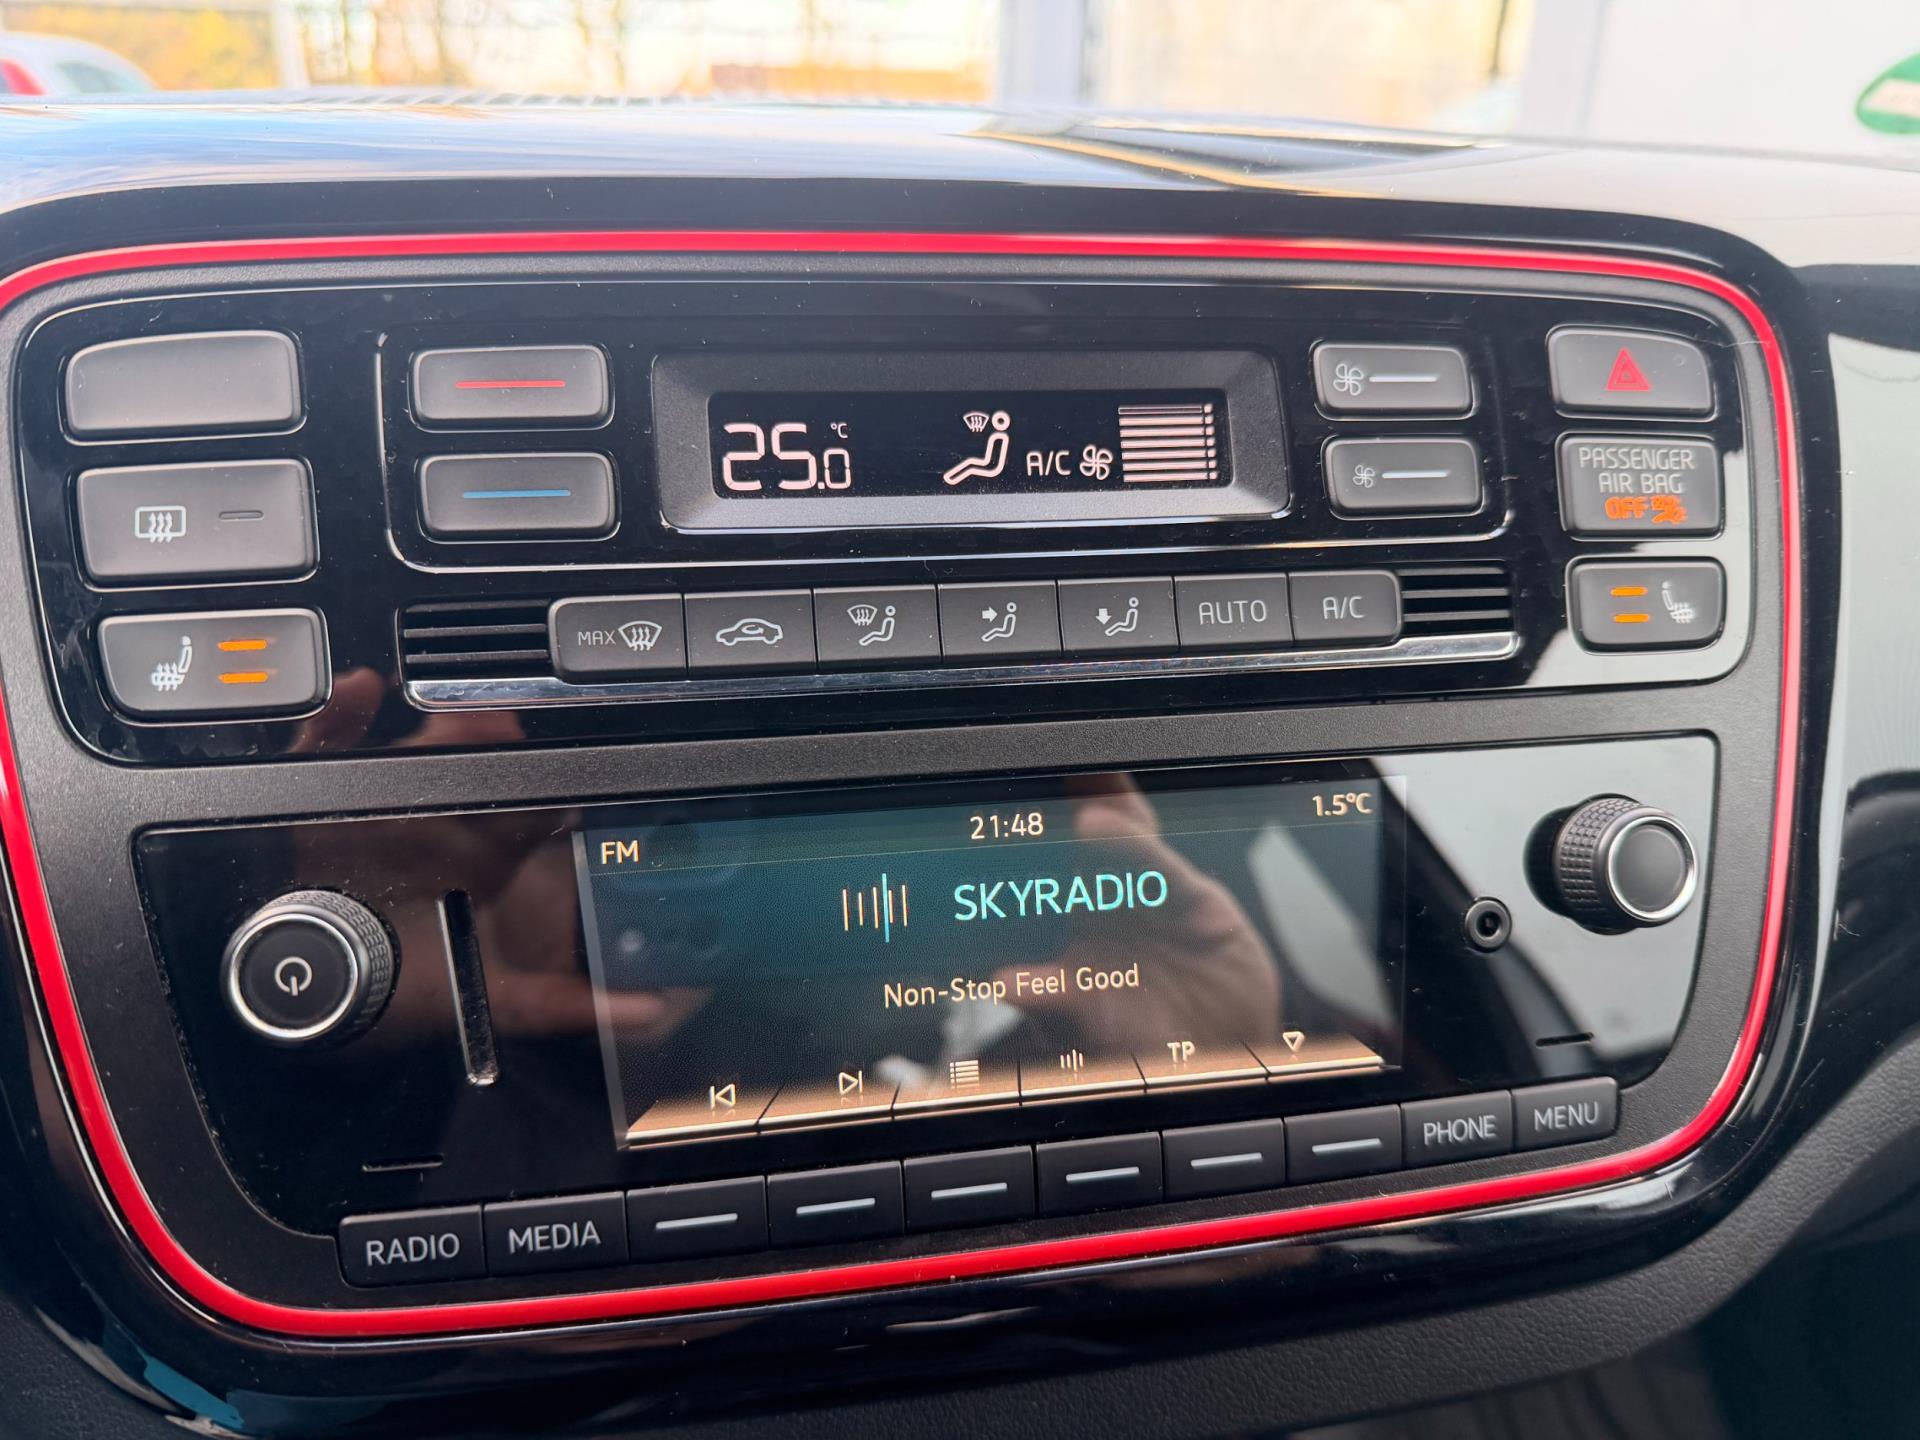 25.0 °C
A/C
PASSENGER
AIR BAG
OFF
MAX
AUTO
A/C
FM
21:48
1.5°C
SKYRADIO
Non-Stop Feel Good
TP
RADIO
MEDIA
PHONE
MENU